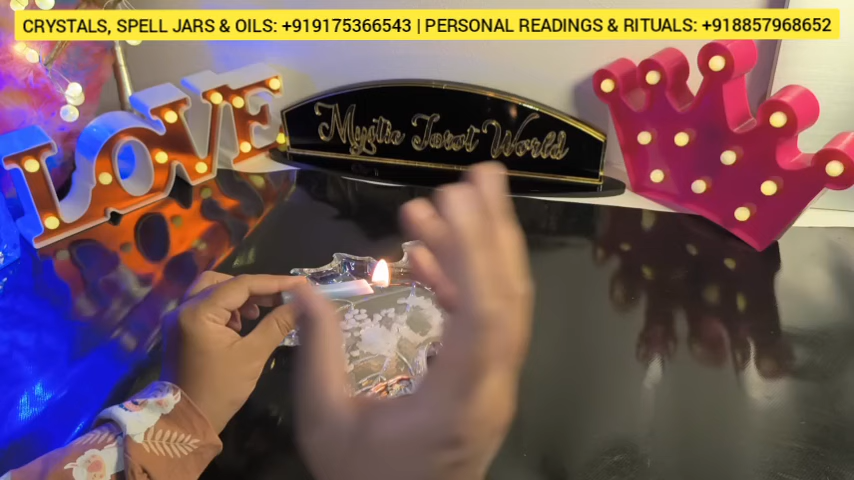 CRYSTALS, SPELL JARS & OILS: +919175366543 | PERSONAL READINGS & RITUALS: +918857968652
LOVE
Mystic Tarot World